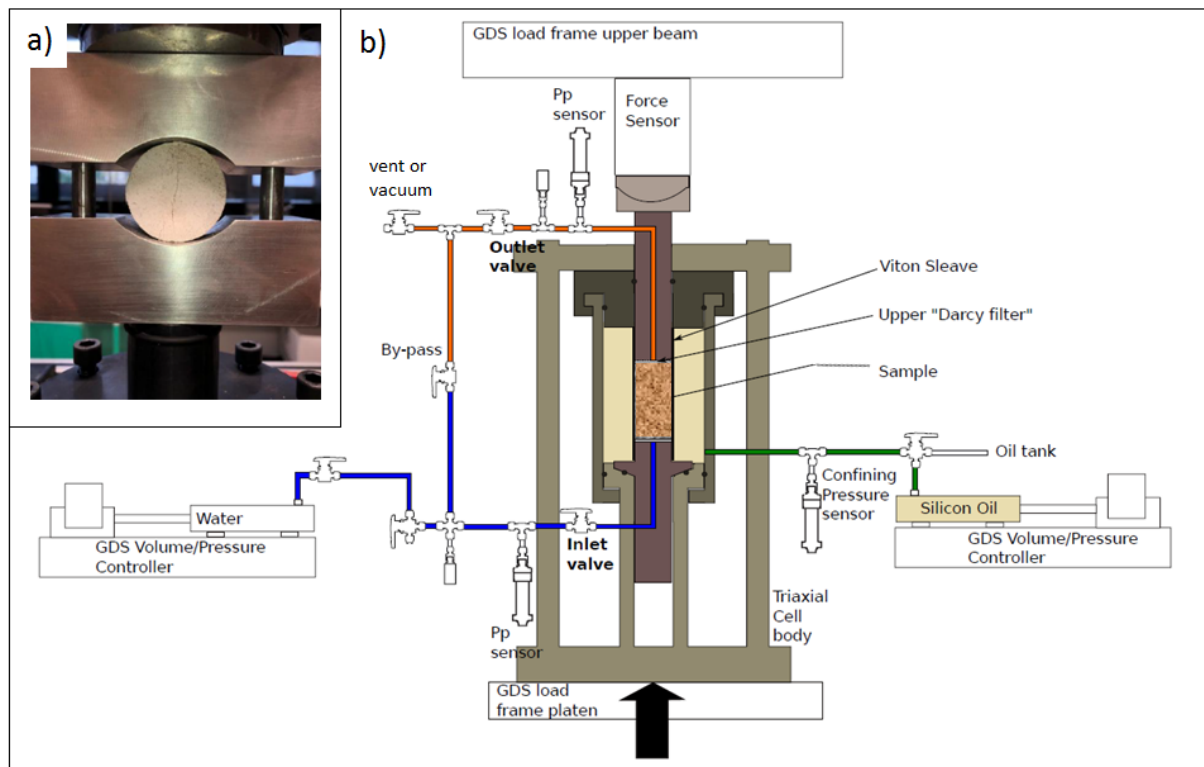 a)
b)
GDS load frame upper beam
Pp
sensor
Force
Sensor
vent or
vacuum
Outlet
valve
Viton Sleave
Upper "Darcy filter"
By-pass
Sample
Oil tank
Confining
Pressure
sensor
Silicon Oil
Water
GDS Volume/Pressure
Controller
Inlet
valve
GDS Volume/Pressure
Controller
Triaxial
Cell
body
Pp
sensor
GDS load
frame platen